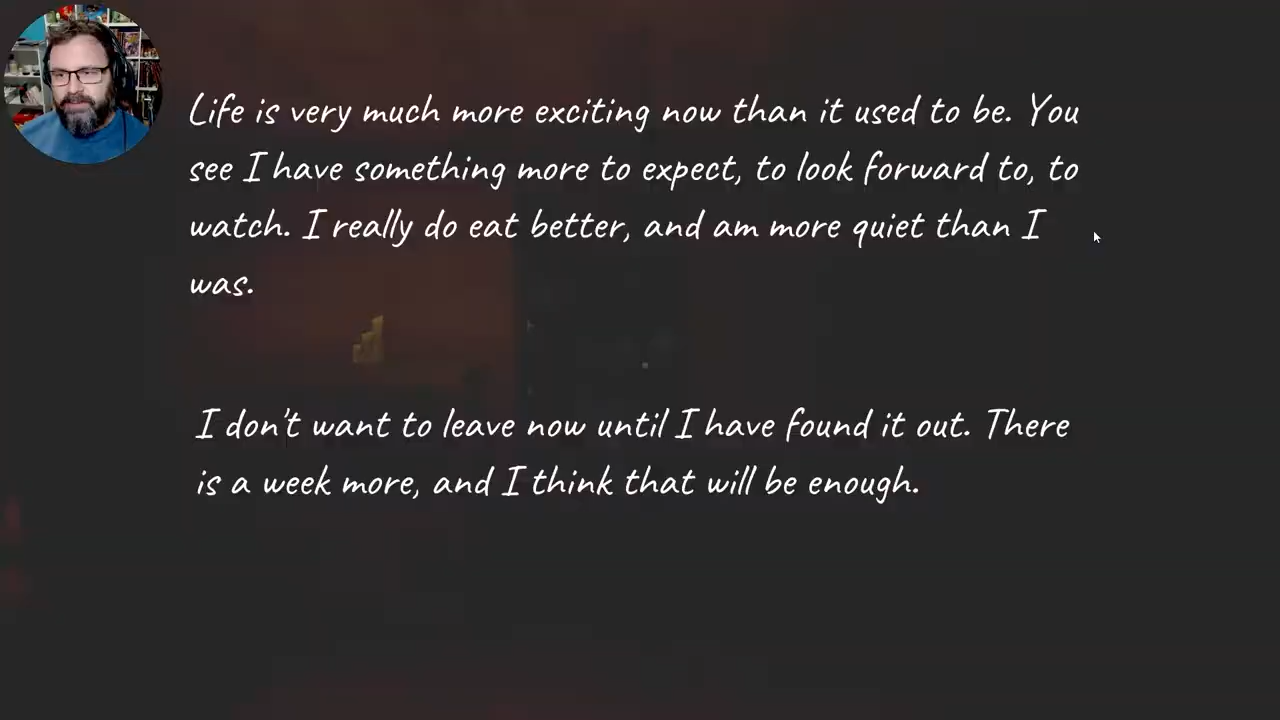 Life is very much more exciting now than it used to be. You
see I have something more to expect, to look forward to, to
watch. I really do eat better, and am more quiet than I
was.
I don't want to leave now until I have found it out. There
is a week more, and I think that will be enough.